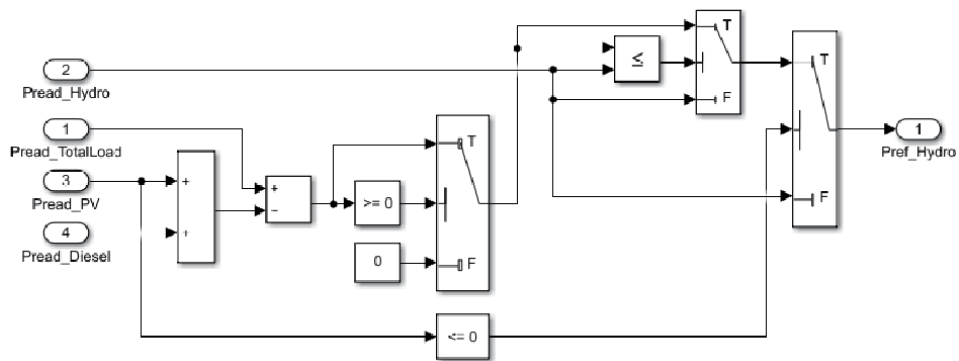 2
Pread_Hydro
1
Pread_TotalLoad
3
Pread_PV
4
Pread_Diesel
+
+
+
−
>= 0
0
T
F
<= 0
≤
T
F
T
F
1
Pref_Hydro